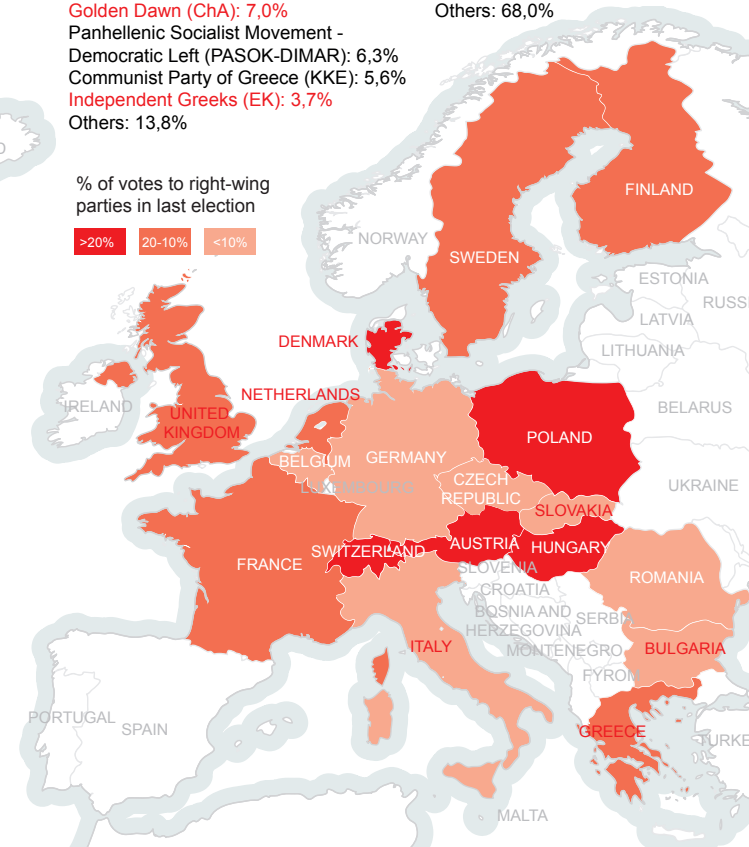 Golden Dawn (ChA): 7,0%
Panhellenic Socialist Movement -
Democratic Left (PASOK-DIMAR): 6,3%
Communist Party of Greece (KKE): 5,6%
Independent Greeks (EK): 3,7%
Others: 13,8%
Others: 68,0%
% of votes to right-wing
parties in last election
>20%
20-10%
<10%
FINLAND
NORWAY
SWEDEN
ESTONIA
RUSSI
LATVIA
DENMARK
LITHUANIA
NETHERLANDS
IRELAND
UNITED
KINGDOM
BELARUS
POLAND
BELGIUM
GERMANY
CZECH
REPUBLIC
LUXEMBOURG
UKRAINE
SLOVAKIA
AUSTRIA
HUNGARY
SWITZERLAND
FRANCE
SLOVENIA
ROMANIA
CROATIA
BOSNIA AND
HERZEGOVINA
SERBIA
ITALY
MONTENEGRO
BULGARIA
FYROM
PORTUGAL
SPAIN
GREECE
TURKE
MALTA